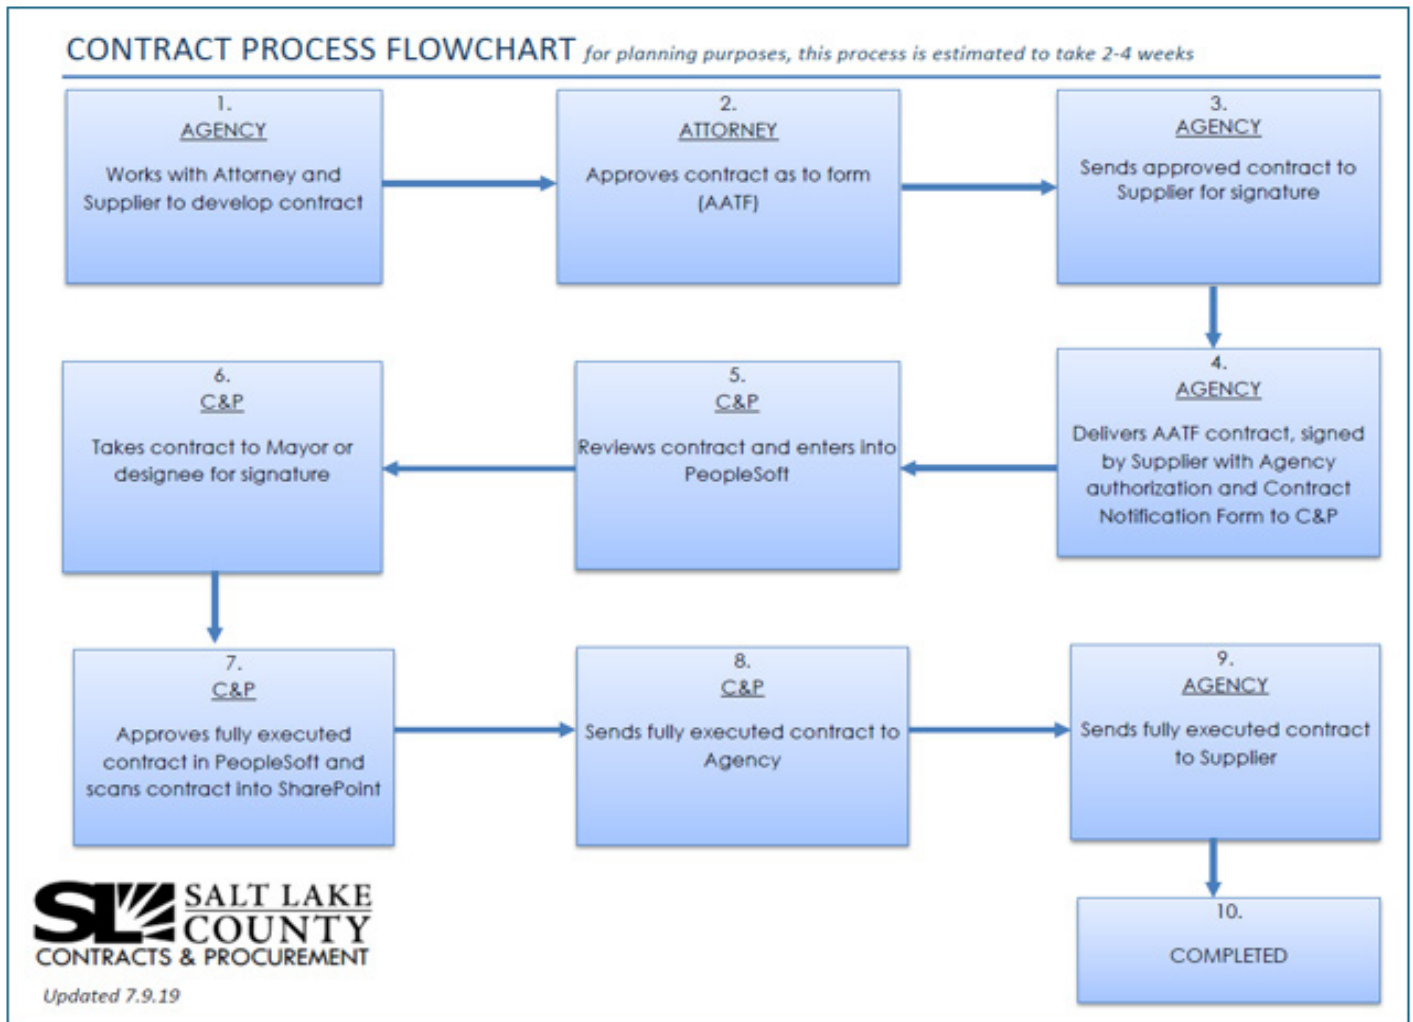 CONTRACT PROCESS FLOWCHART for planning purposes, this process is estimated to take 2-4 weeks
1.
AGENCY
Works with Attorney and
Supplier to develop contract
2.
ATTORNEY
Approves contract as to form
(AATF)
3.
AGENCY
Sends approved contract to
Supplier for signature
4.
AGENCY
Delivers AATF contract, signed
by Supplier with Agency
authorization and Contract
Notification Form to C&P
5.
C&P
Reviews contract and enters into
PeopleSoft
6.
C&P
Takes contract to Mayor or
designee for signature
7.
C&P
Approves fully executed
contract in PeopleSoft and
scans contract into SharePoint
8.
C&P
Sends fully executed contract to
Agency
9.
AGENCY
Sends fully executed contract
to Supplier
10.
COMPLETED
SL SALT LAKE
COUNTY
CONTRACTS & PROCUREMENT
Updated 7.9.19